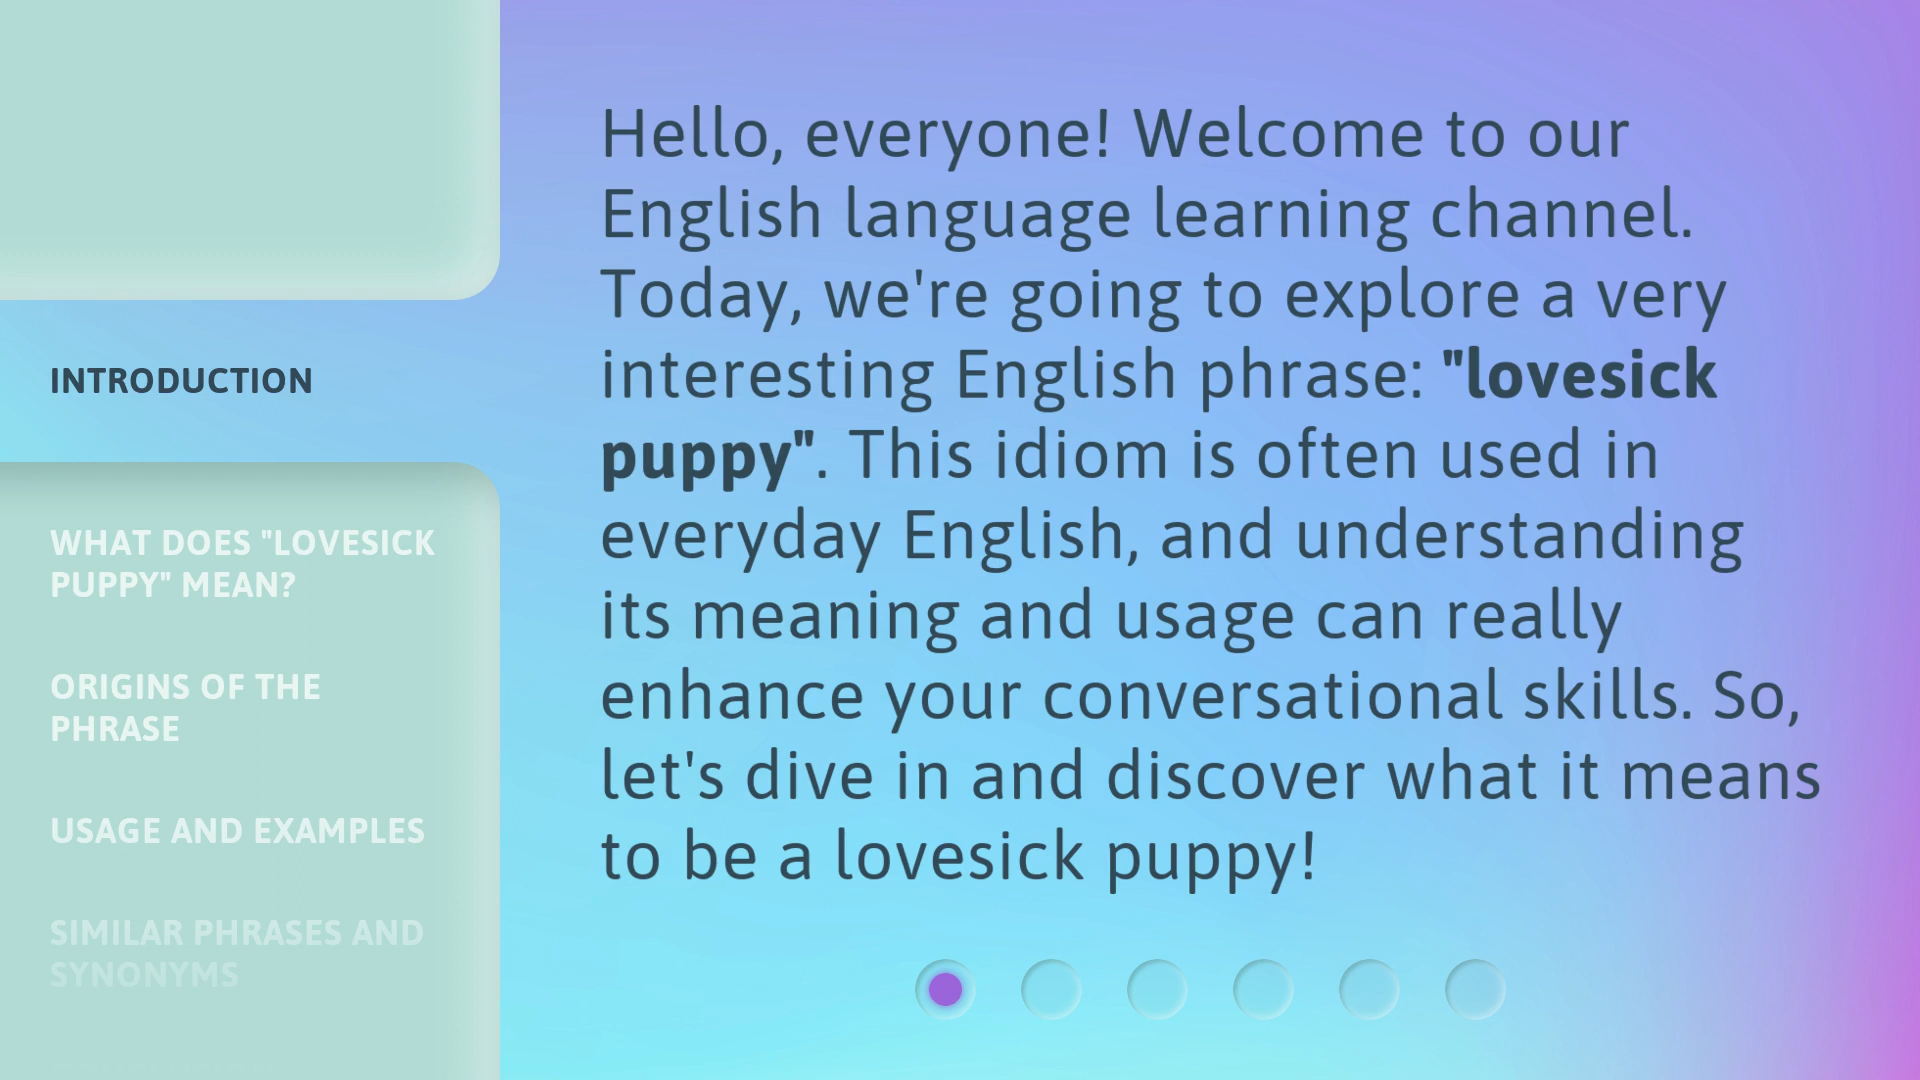 INTRODUCTION
WHAT DOES "LOVESICK
PUPPY" MEAN?
ORIGINS OF THE
PHRASE
USAGE AND EXAMPLES
SIMILAR PHRASES AND
SYNONYMS
Hello, everyone! Welcome to our
English language learning channel.
Today, we're going to explore a very
interesting English phrase: "lovesick
puppy". This idiom is often used in
everyday English, and understanding
its meaning and usage can really
enhance your conversational skills. So,
let's dive in and discover what it means
to be a lovesick puppy!